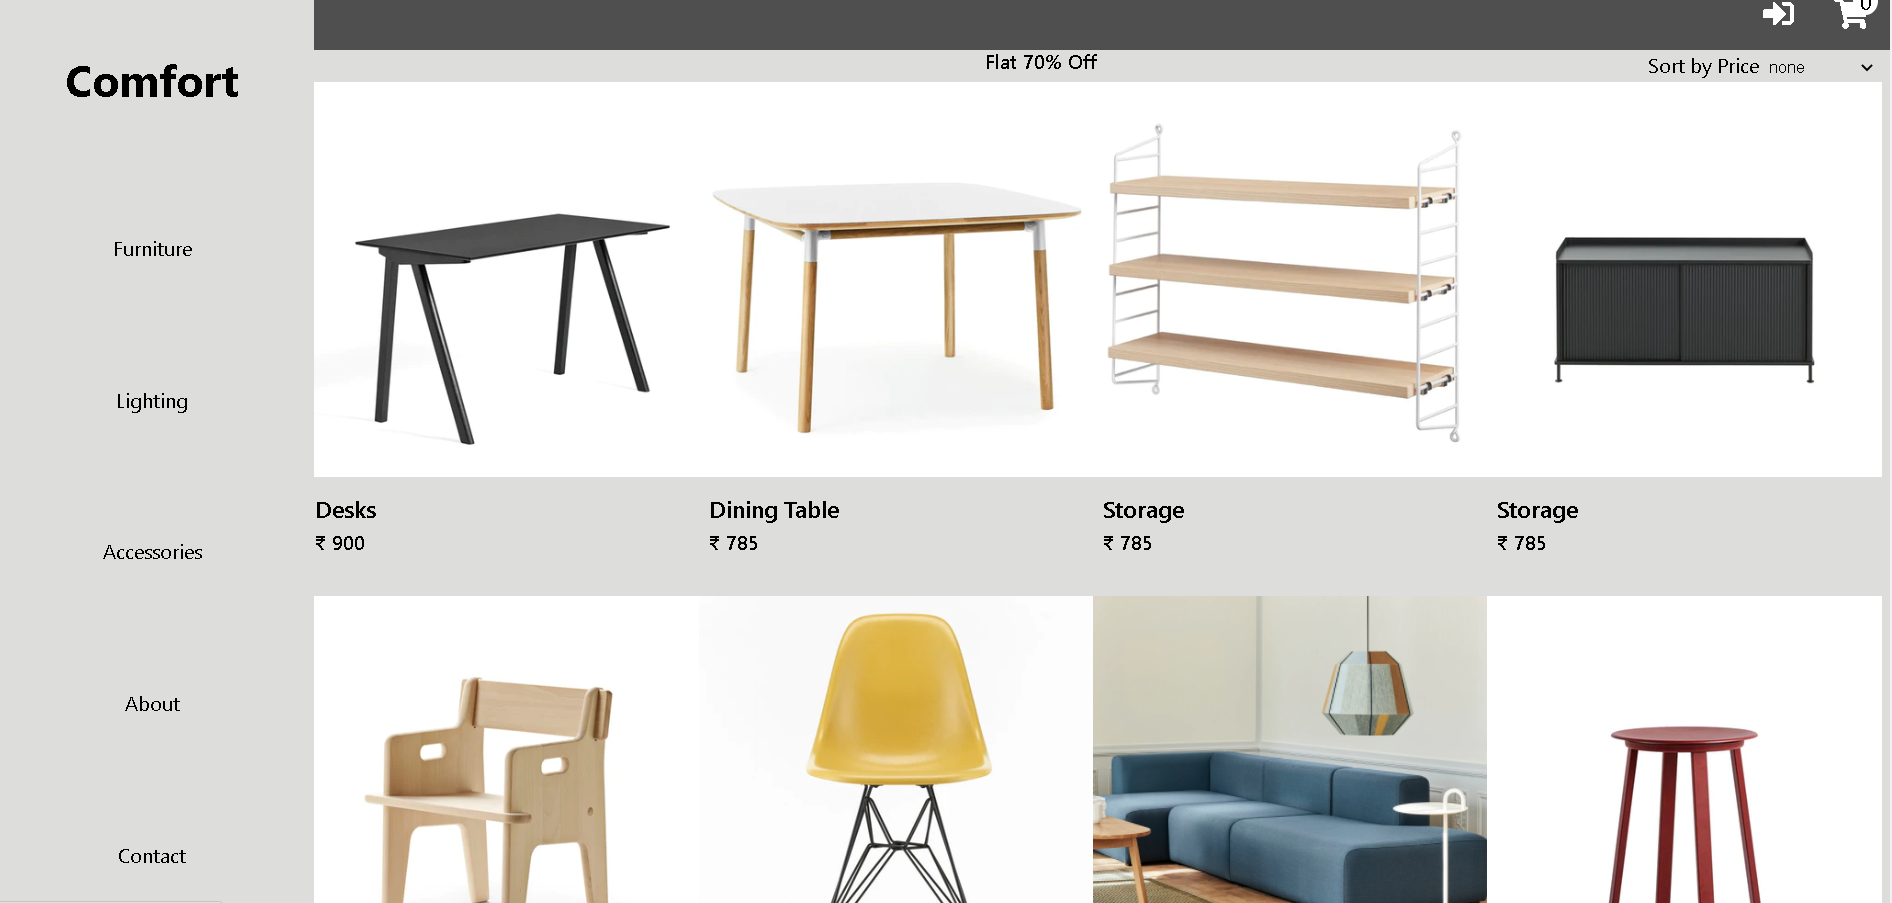 0
Comfort
Flat 70% Off
Sort by Price none
Furniture
Lighting
Accessories
About
Contact
Desks
₹ 900
Dining Table
₹ 785
Storage
₹ 785
Storage
₹ 785